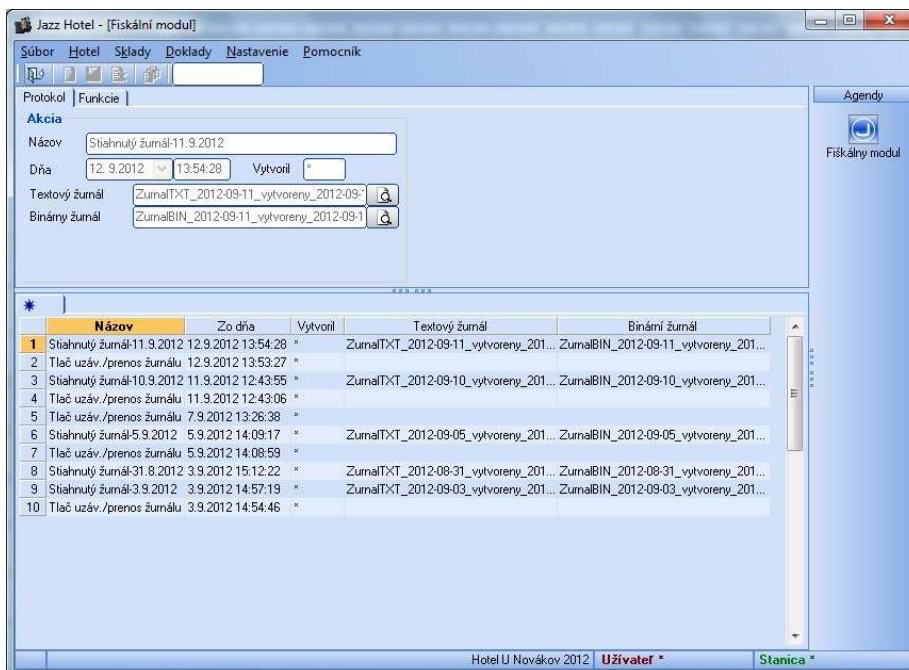 Jazz Hotel - [Fiskální modul]
Súbor Hotel Sklady Doklady Nastavenie Pomocník
Protokol Funkcie
Agendy
Akcia
Názov Stiahnutý žurnál-11.9.2012
Dňa 12. 9.2012 13:54:28 Vytvoril *
Fiškálny modul
Textový žurnál ZurnalTXT_2012-09-11_vytvoreny_2012-09-
Binárny žurnál ZurnalBIN_2012-09-11_vytvoreny_2012-09-1
Názov Zo dňa Vytvoril Textový žurnál Binární žurnál
1 Stiahnutý žurnál-11.9.2012 12.9.2012 13:54:28 * ZurnalTXT_2012-09-11_vytvoreny_201... ZurnalBIN_2012-09-11_vytvoreny_201...
2 Tlač uzáv./prenos žurnálu 12.9.2012 13:53:27 *
3 Stiahnutý žurnál-10.9.2012 11.9.2012 12:43:55 * ZurnalTXT_2012-09-10_vytvoreny_201... ZurnalBIN_2012-09-10_vytvoreny_201...
4 Tlač uzáv./prenos žurnálu 11.9.2012 12:43:06 *
5 Tlač uzáv./prenos žurnálu 7.9.2012 13:26:38 *
6 Stiahnutý žurnál-5.9.2012 5.9.2012 14:09:17 * ZurnalTXT_2012-09-05_vytvoreny_201... ZurnalBIN_2012-09-05_vytvoreny_201...
7 Tlač uzáv./prenos žurnálu 5.9.2012 14:08:59 *
8 Stiahnutý žurnál-31.8.2012 3.9.2012 15:12:22 * ZurnalTXT_2012-08-31_vytvoreny_201... ZurnalBIN_2012-08-31_vytvoreny_201...
9 Stiahnutý žurnál-3.9.2012 3.9.2012 14:57:19 * ZurnalTXT_2012-09-03_vytvoreny_201... ZurnalBIN_2012-09-03_vytvoreny_201...
10 Tlač uzáv./prenos žurnálu 3.9.2012 14:54:46 *
Hotel U Novákov 2012 Užívateľ * Stanica *